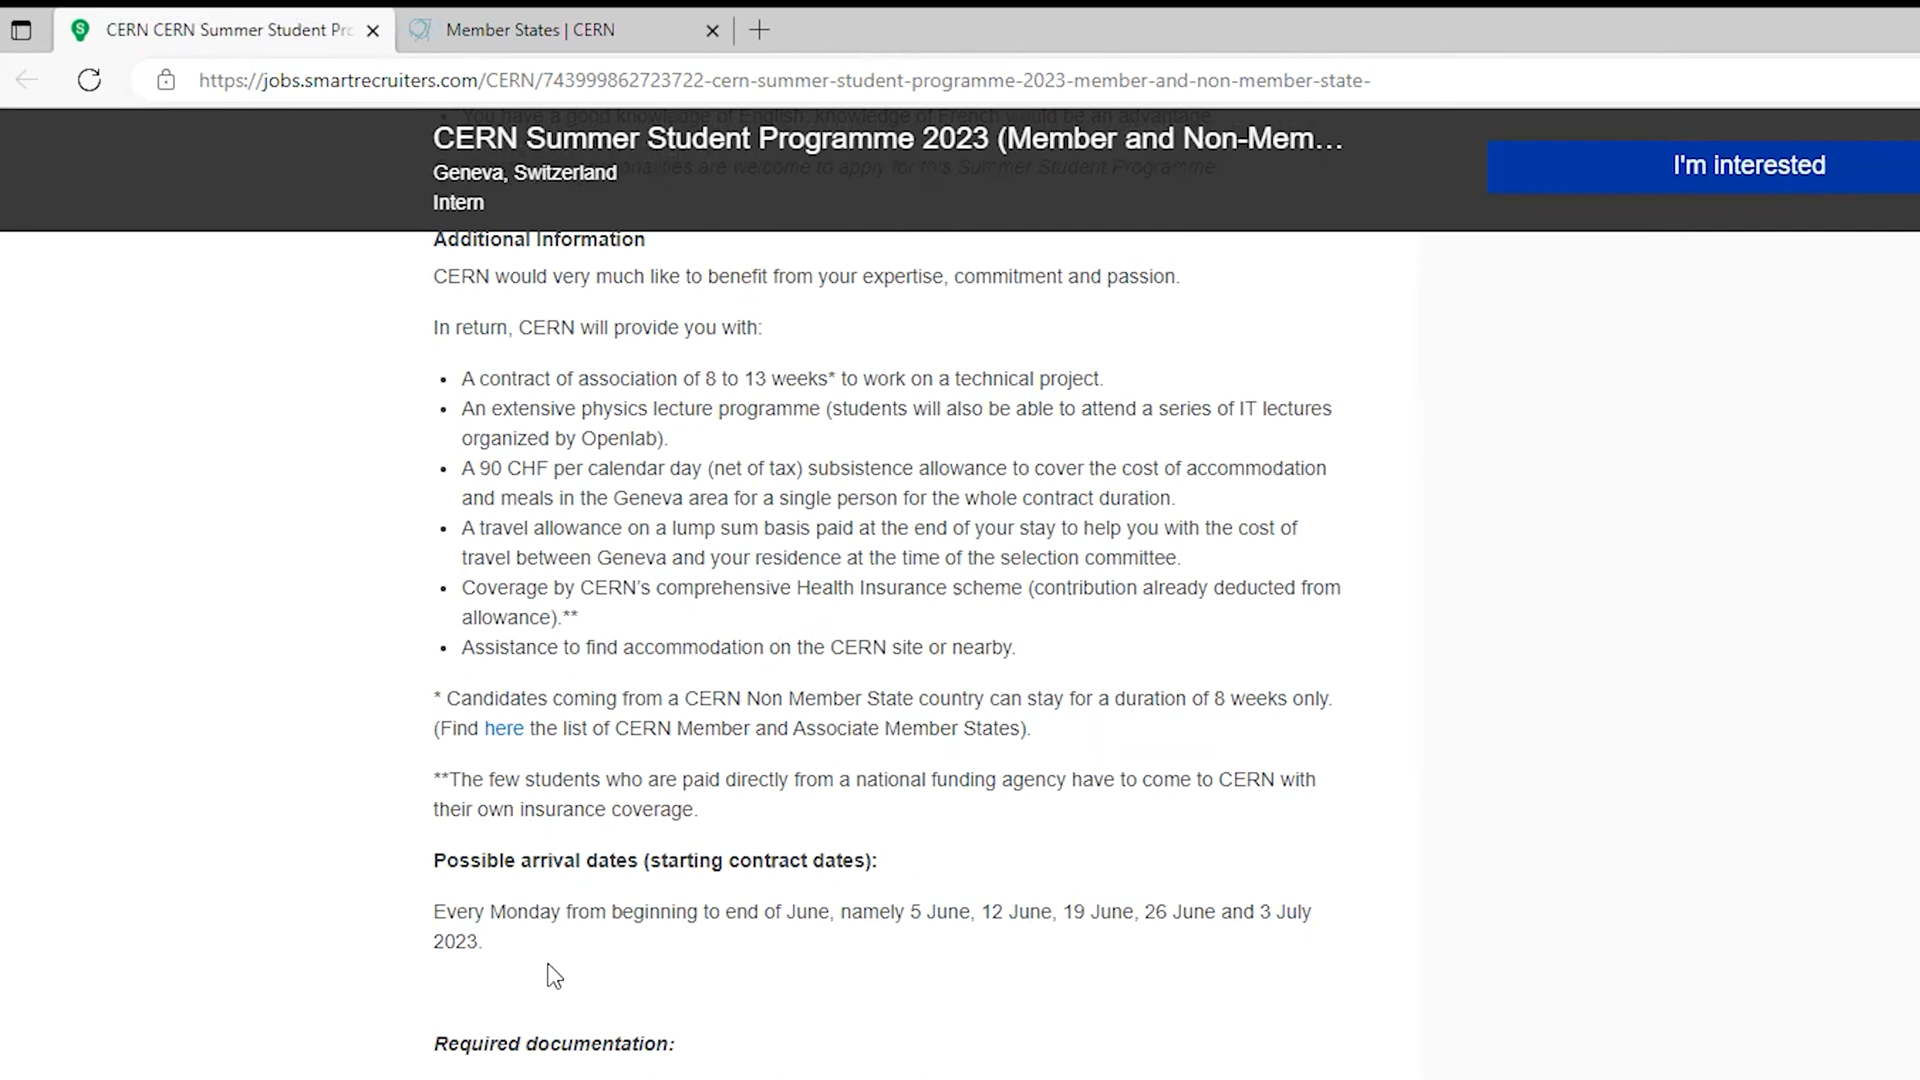 CERN CERN Summer Student Pro
Member States | CERN
https://jobs.smartrecruiters.com/CERN/743999862723722-cern-summer-student-programme-2023-member-and-non-member-state-
You have a good knowledge of English, knowledge of French would be an advantage.
CERN Summer Student Programme 2023 (Member and Non-Mem...
nalities are welcome to apply for this Summer Student Programme.
Geneva, Switzerland
I'm interested
Intern
Additional Information
CERN would very much like to benefit from your expertise, commitment and passion.
In return, CERN will provide you with:
• A contract of association of 8 to 13 weeks* to work on a technical project.
• An extensive physics lecture programme (students will also be able to attend a series of IT lectures
organized by Openlab).
• A 90 CHF per calendar day (net of tax) subsistence allowance to cover the cost of accommodation
and meals in the Geneva area for a single person for the whole contract duration.
• A travel allowance on a lump sum basis paid at the end of your stay to help you with the cost of
travel between Geneva and your residence at the time of the selection committee.
• Coverage by CERN's comprehensive Health Insurance scheme (contribution already deducted from
allowance).**
• Assistance to find accommodation on the CERN site or nearby.
* Candidates coming from a CERN Non Member State country can stay for a duration of 8 weeks only.
(Find here the list of CERN Member and Associate Member States).
**The few students who are paid directly from a national funding agency have to come to CERN with
their own insurance coverage.
Possible arrival dates (starting contract dates):
Every Monday from beginning to end of June, namely 5 June, 12 June, 19 June, 26 June and 3 July
2023.
Required documentation: